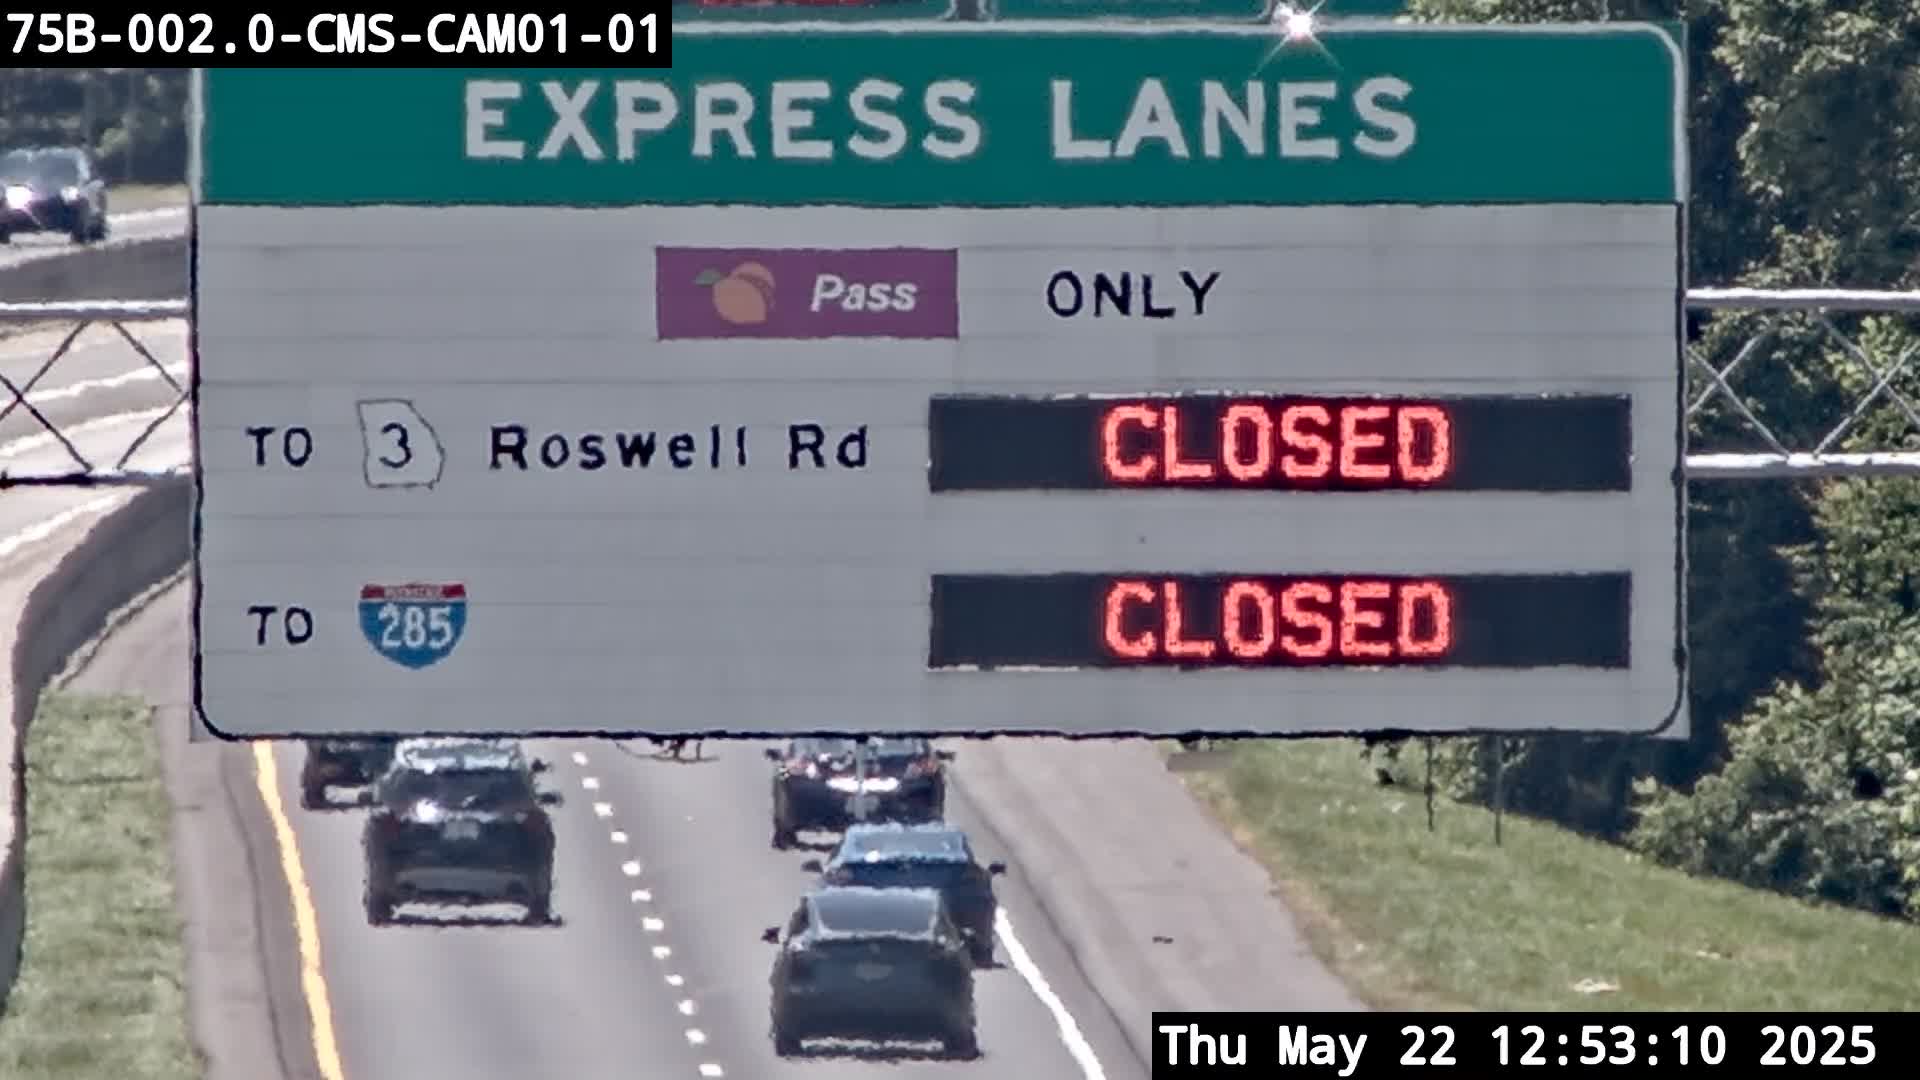 75B-002.0-CMS-CAM01-01
EXPRESS LANES
Pass ONLY
TO 3 Roswell Rd CLOSED
TO 285 CLOSED
Thu May 22 12:53:10 2025